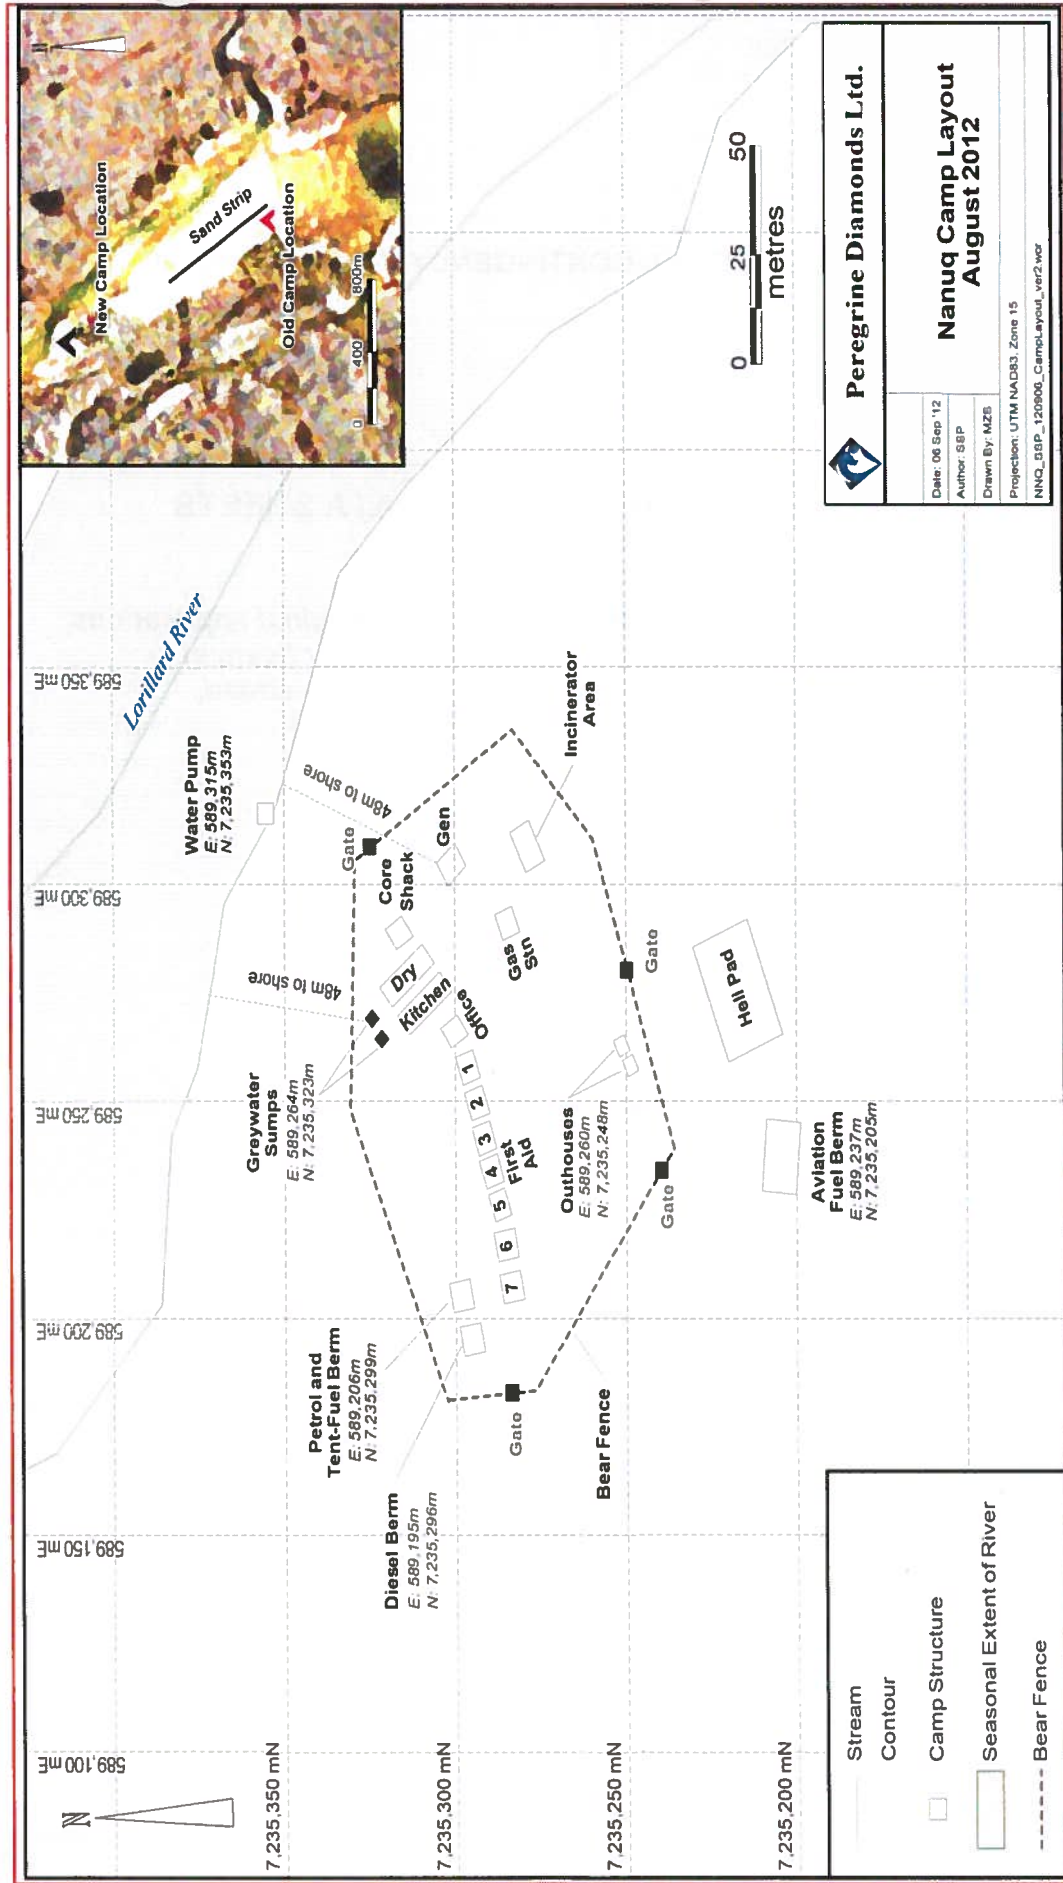 589,100 mE
589,150 mE
589,200 mE
589,250 mE
589,300 mE
589,350 mE
N
7,235,350 mN
7,235,300 mN
7,235,250 mN
7,235,200 mN
Lorillard River
Water Pump
E: 589,315m
N: 7,235,353m
48m to shore
48m to shore
Greywater
Sumps
E: 589,264m
N: 7,235,323m
Petrol and
Tent-Fuel Berm
E: 589,206m
N: 7,235,299m
Diesel Berm
E: 589,195m
N: 7,235,296m
Gate
Core
Shack
Gen
Dry
Kitchen
Office
Gas
Stn
Incinerator
Area
1
2
3
4
5
6
7
First
Aid
Outhouses
E: 589,260m
N: 7,235,248m
Gate
Gate
Gate
Bear Fence
Heli Pad
Aviation
Fuel Berm
E: 589,237m
N: 7,235,205m
Stream
Contour
Camp Structure
Seasonal Extent of River
Bear Fence
N
New Camp Location
Sand Strip
Old Camp Location
0 400 800m
0 25 50
metres
Peregrine Diamonds Ltd.
Nanuq Camp Layout
August 2012
Date: 06 Sep '12
Author: SSP
Drawn By: MZS
Projection: UTM NAD83, Zone 15
NNQ_SSP_120906_CampLayout_ver2.wor